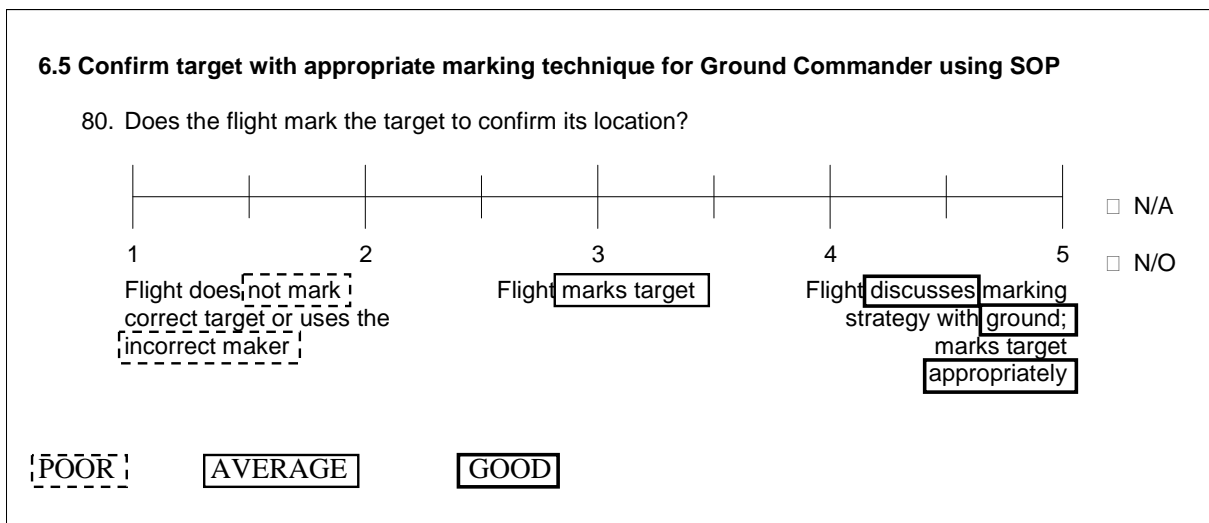 6.5 Confirm target with appropriate marking technique for Ground Commander using SOP
80. Does the flight mark the target to confirm its location?
N/A
1 2 3 4 5
N/O
Flight does not mark
correct target or uses the
incorrect maker
Flight marks target
Flight discusses marking
strategy with ground;
marks target
appropriately
POOR AVERAGE GOOD